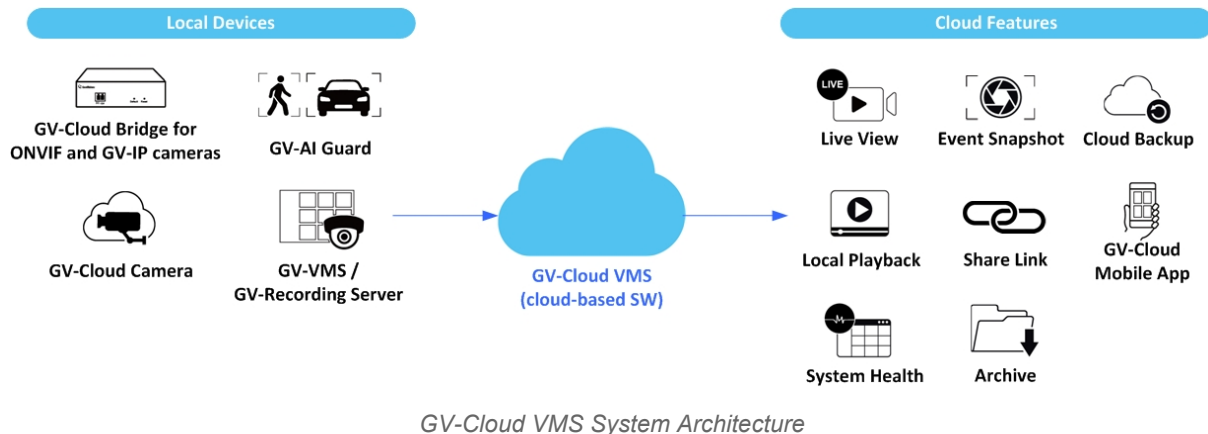 Local Devices
Cloud Features
GV-Cloud Bridge for
ONVIF and GV-IP cameras
GV-AI Guard
GV-Cloud Camera
GV-VMS /
GV-Recording Server
GV-Cloud VMS
(cloud-based SW)
LIVE
Live View
Event Snapshot
Cloud Backup
Local Playback
Share Link
GV-Cloud
Mobile App
System Health
Archive
GV-Cloud VMS System Architecture